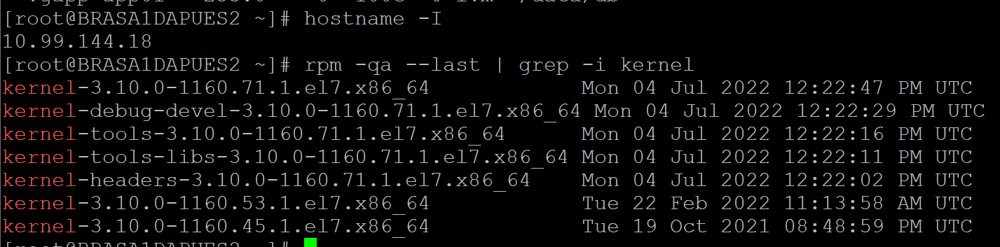 [root@BRASA1DAPUES2 ~]# hostname -I
10.99.144.18
[root@BRASA1DAPUES2 ~]# rpm -qa --last | grep -i kernel
kernel-3.10.0-1160.71.1.el7.x86_64 Mon 04 Jul 2022 12:22:47 PM UTC
kernel-debug-devel-3.10.0-1160.71.1.el7.x86_64 Mon 04 Jul 2022 12:22:29 PM UTC
kernel-tools-3.10.0-1160.71.1.el7.x86_64 Mon 04 Jul 2022 12:22:16 PM UTC
kernel-tools-libs-3.10.0-1160.71.1.el7.x86_64 Mon 04 Jul 2022 12:22:11 PM UTC
kernel-headers-3.10.0-1160.71.1.el7.x86_64 Mon 04 Jul 2022 12:22:02 PM UTC
kernel-3.10.0-1160.53.1.el7.x86_64 Tue 22 Feb 2022 11:13:58 AM UTC
kernel-3.10.0-1160.45.1.el7.x86_64 Tue 19 Oct 2021 08:48:59 PM UTC
[root@BRASA1DAPUES2 ~]#